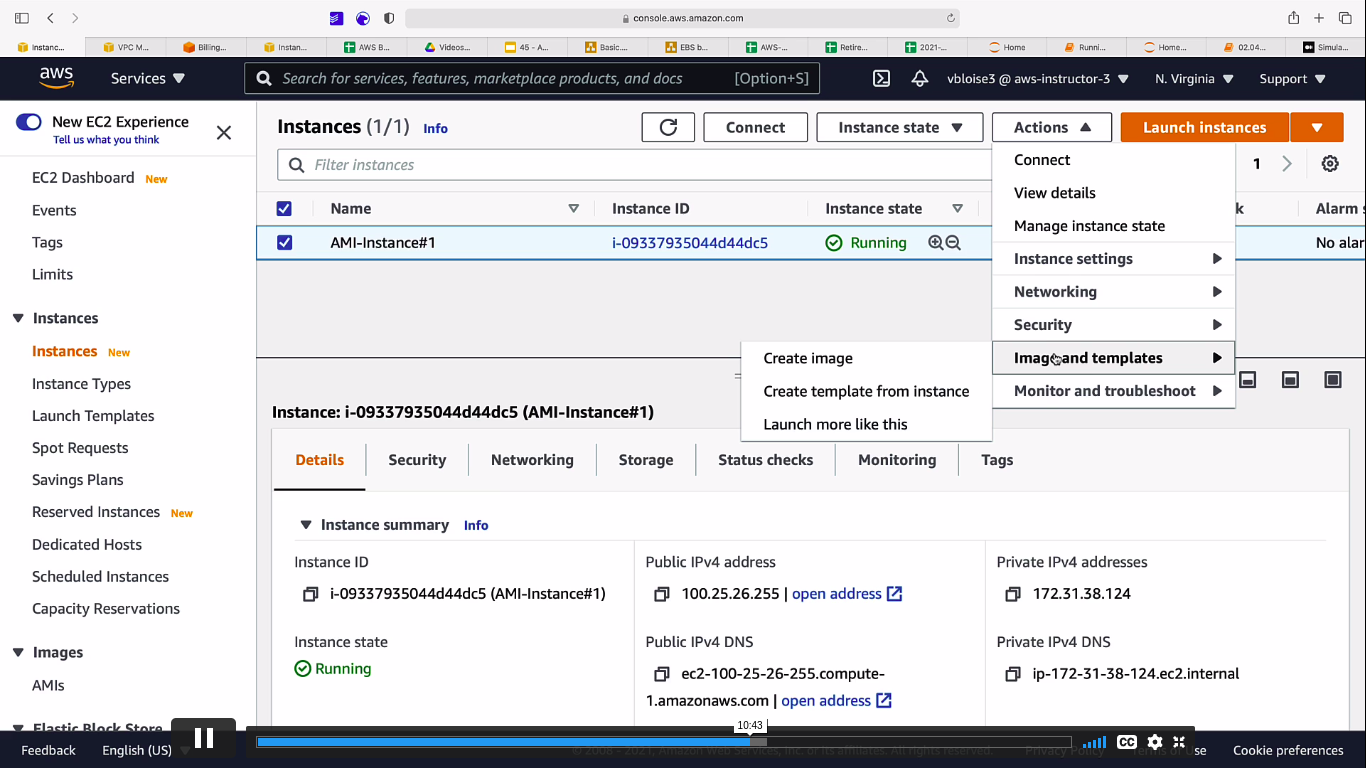 console.aws.amazon.com
Instanc... VPC M... Billing... Instan... AWS B... Videos... 45 - A... Basic.... EBS b... AWS-... Retire... 2021-... Home Runni... Home... 02.04... Simula...
aws Services Search for services, features, marketplace products, and docs [Option+S] vbloise3 @ aws-instructor-3 N. Virginia Support
New EC2 Experience
Tell us what you think
EC2 Dashboard New
Events
Tags
Limits
Instances
Instances New
Instance Types
Launch Templates
Spot Requests
Savings Plans
Reserved Instances New
Dedicated Hosts
Scheduled Instances
Capacity Reservations
Images
AMIs
Elastic Block Store
Instances (1/1) Info
Connect Instance state Actions Launch instances
Filter instances
1
Name Instance ID Instance state k Alarm s
AMI-Instance#1 i-09337935044d44dc5 Running No alar
Connect
View details
Manage instance state
Instance settings
Networking
Security
Image and templates
Monitor and troubleshoot
Create image
Create template from instance
Launch more like this
Instance: i-09337935044d44dc5 (AMI-Instance#1)
Details Security Networking Storage Status checks Monitoring Tags
Instance summary Info
Instance ID
i-09337935044d44dc5 (AMI-Instance#1)
Public IPv4 address
100.25.26.255 | open address
Private IPv4 addresses
172.31.38.124
Instance state
Running
Public IPv4 DNS
ec2-100-25-26-255.compute-
1.amazonaws.com | open address
Private IPv4 DNS
ip-172-31-38-124.ec2.internal
10:43
CC
Feedback English (US) © 2008 - 2021, Amazon Web Services, Inc. or its affiliates. All rights reserved. Privacy Policy Terms of Use Cookie preferences